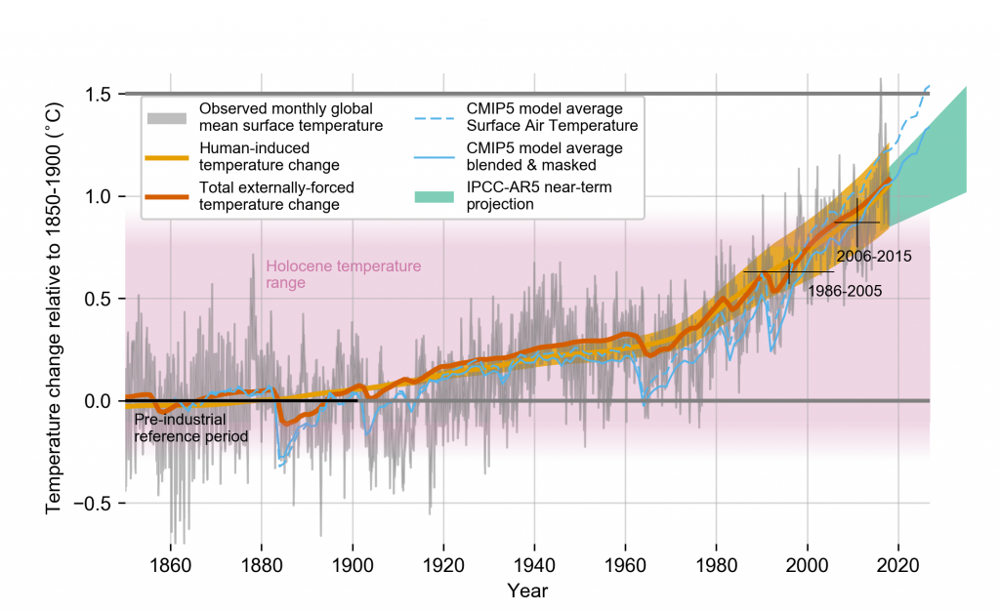 1.5
1.0
0.5
0.0
−0.5
Temperature change relative to 1850-1900 (°C)
Observed monthly global
mean surface temperature
Human-induced
temperature change
Total externally-forced
temperature change
CMIP5 model average
Surface Air Temperature
CMIP5 model average
blended & masked
IPCC-AR5 near-term
projection
Holocene temperature
range
2006-2015
1986-2005
Pre-industrial
reference period
1860 1880 1900 1920 1940 1960 1980 2000 2020
Year